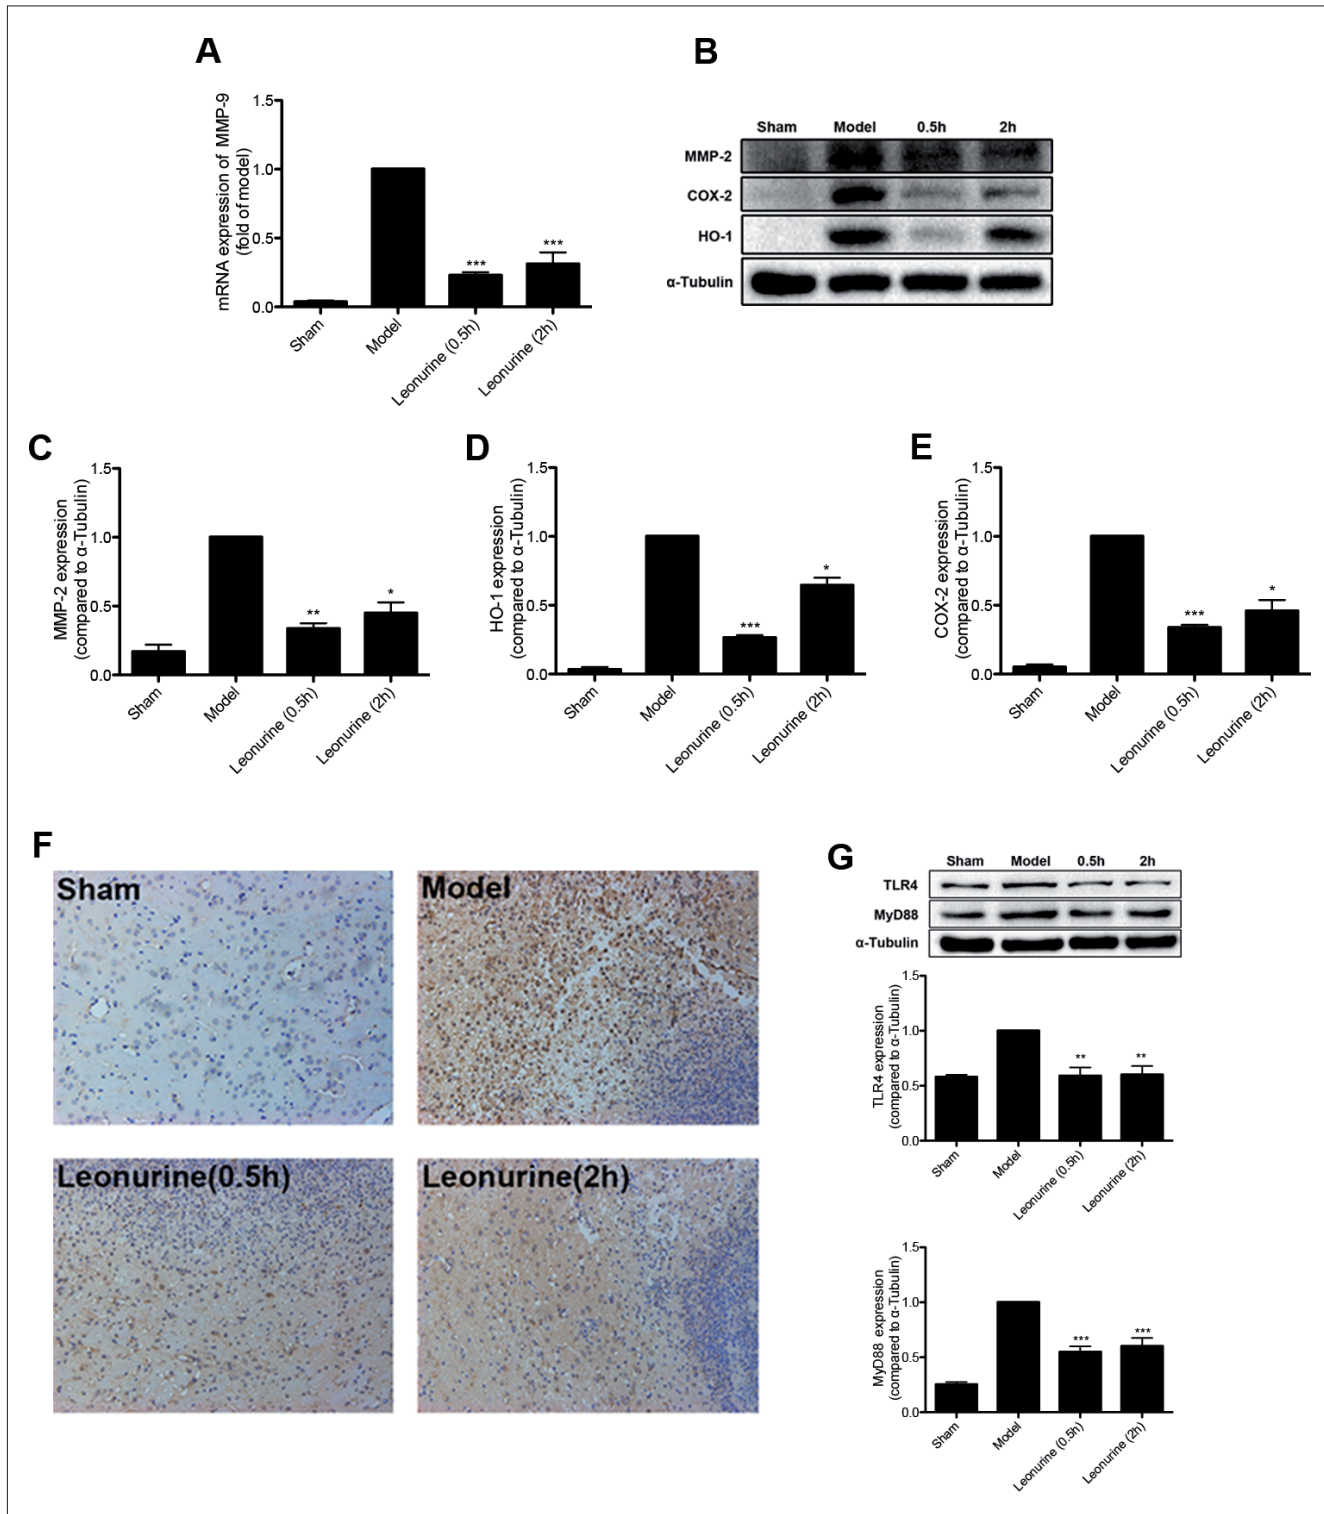 A
mRNA expression of MMP-9
(fold of model)
1.5
1.0
0.5
0.0
***
***
Sham
Model
Leonurine (0.5h)
Leonurine (2h)
B
Sham Model 0.5h 2h
MMP-2
COX-2
HO-1
α-Tubulin
C
MMP-2 expression
(compared to α-Tubulin)
1.5
1.0
0.5
0.0
**
*
Sham
Model
Leonurine (0.5h)
Leonurine (2h)
D
HO-1 expression
(compared to α-Tubulin)
1.5
1.0
0.5
0.0
***
*
Sham
Model
Leonurine (0.5h)
Leonurine (2h)
E
COX-2 expression
(compared to α-Tubulin)
1.5
1.0
0.5
0.0
***
*
Sham
Model
Leonurine (0.5h)
Leonurine (2h)
F
Sham
Model
Leonurine(0.5h)
Leonurine(2h)
G
Sham Model 0.5h 2h
TLR4
MyD88
α-Tubulin
TLR4 expression
(compared to α-Tubulin)
1.5
1.0
0.5
0.0
**
**
Sham
Model
Leonurine (0.5h)
Leonurine (2h)
MyD88 expression
(compared to α-Tubulin)
1.5
1.0
0.5
0.0
***
***
Sham
Model
Leonurine (0.5h)
Leonurine (2h)